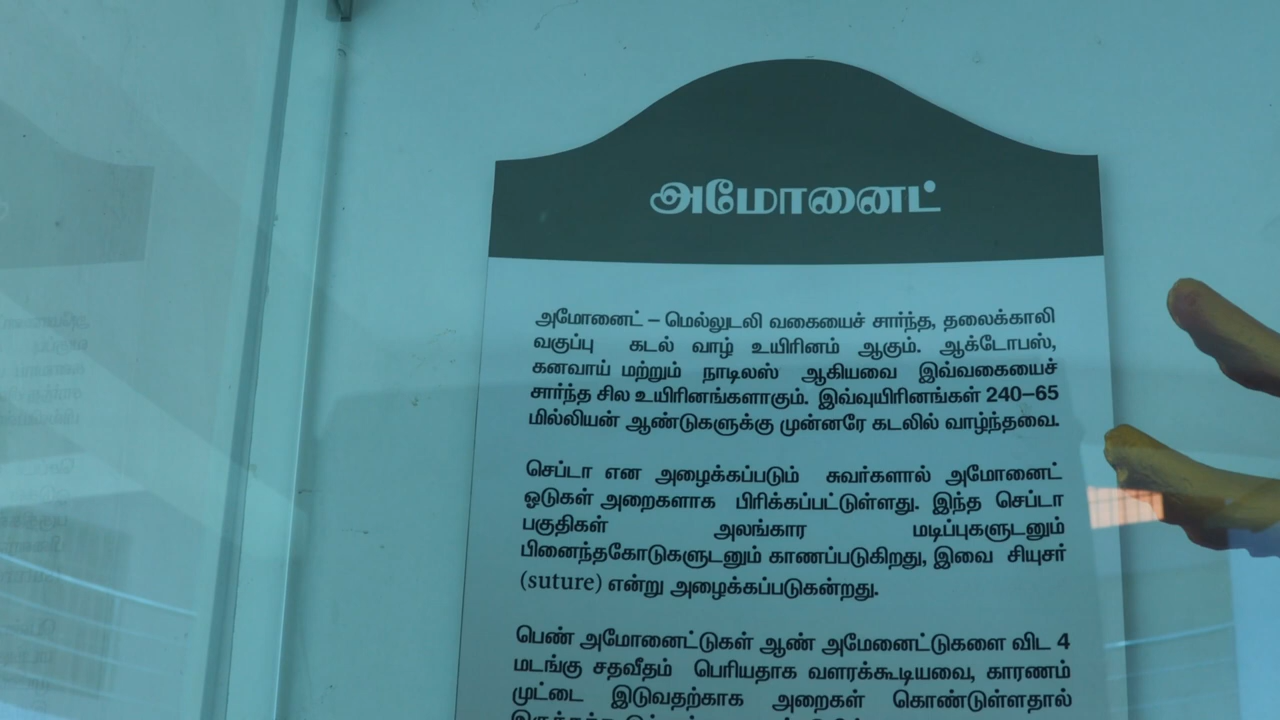 அமோனைட்
அமோனைட் – மெல்லுடலி வகையைச் சார்ந்த, தலைக்காலி
வகுப்பு கடல் வாழ் உயிரினம் ஆகும். ஆக்டோபஸ்,
கனவாய் மற்றும் நாடிலஸ் ஆகியவை இவ்வகையைச்
சார்ந்த சில உயிரினங்களாகும். இவ்வுயிரினங்கள் 240–65
மில்லியன் ஆண்டுகளுக்கு முன்னரே கடலில் வாழ்ந்தவை.
செப்டா என அழைக்கப்படும் சுவர்களால் அமோனைட்
ஓடுகள் அறைகளாக பிரிக்கப்பட்டுள்ளது. இந்த செப்டா
பகுதிகள் அலங்கார மடிப்புகளுடனும்
பினைந்தகோடுகளுடனும் காணப்படுகிறது, இவை சியுசர்
(suture) என்று அழைக்கப்படுகன்றது.
பெண் அமோனைட்டுகள் ஆண் அமேனைட்டுகளை விட 4
மடங்கு சதவீதம் பெரியதாக வளரக்கூடியவை, காரணம்
முட்டை இடுவதற்காக அறைகள் கொண்டுள்ளதால்